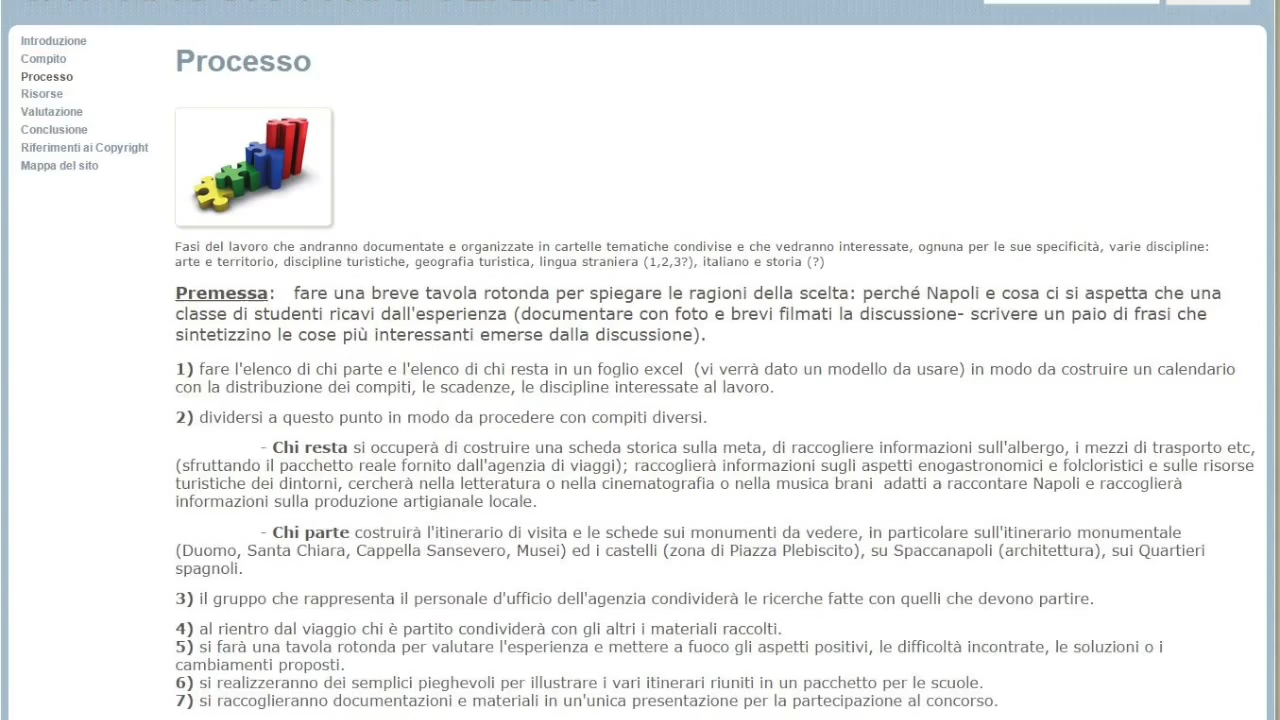 Introduzione
Compito
Processo
Risorse
Valutazione
Conclusione
Riferimenti ai Copyright
Mappa del sito
Processo
Fasi del lavoro che andranno documentate e organizzate in cartelle tematiche condivise e che vedranno interessate, ognuna per le sue specificità, varie discipline:
arte e territorio, discipline turistiche, geografia turistica, lingua straniera (1,2,3?), italiano e storia (?)
Premessa: fare una breve tavola rotonda per spiegare le ragioni della scelta: perché Napoli e cosa ci si aspetta che una
classe di studenti ricavi dall'esperienza (documentare con foto e brevi filmati la discussione- scrivere un paio di frasi che
sintetizzino le cose più interessanti emerse dalla discussione).
1) fare l'elenco di chi parte e l'elenco di chi resta in un foglio excel (vi verrà dato un modello da usare) in modo da costruire un calendario
con la distribuzione dei compiti, le scadenze, le discipline interessate al lavoro.
2) dividersi a questo punto in modo da procedere con compiti diversi.
- Chi resta si occuperà di costruire una scheda storica sulla meta, di raccogliere informazioni sull'albergo, i mezzi di trasporto etc,
(sfruttando il pacchetto reale fornito dall'agenzia di viaggi); raccoglierà informazioni sugli aspetti enogastronomici e folcloristici e sulle risorse
turistiche dei dintorni, cercherà nella letteratura o nella cinematografia o nella musica brani adatti a raccontare Napoli e raccoglierà
informazioni sulla produzione artigianale locale.
- Chi parte costruirà l'itinerario di visita e le schede sui monumenti da vedere, in particolare sull'itinerario monumentale
(Duomo, Santa Chiara, Cappella Sansevero, Musei) ed i castelli (zona di Piazza Plebiscito), su Spaccanapoli (architettura), sui Quartieri
spagnoli.
3) il gruppo che rappresenta il personale d'ufficio dell'agenzia condividerà le ricerche fatte con quelli che devono partire.
4) al rientro dal viaggio chi è partito condividerà con gli altri i materiali raccolti.
5) si farà una tavola rotonda per valutare l'esperienza e mettere a fuoco gli aspetti positivi, le difficoltà incontrate, le soluzioni o i
cambiamenti proposti.
6) si realizzeranno dei semplici pieghevoli per illustrare i vari itinerari riuniti in un pacchetto per le scuole.
7) si raccoglieranno documentazioni e materiali in un'unica presentazione per la partecipazione al concorso.